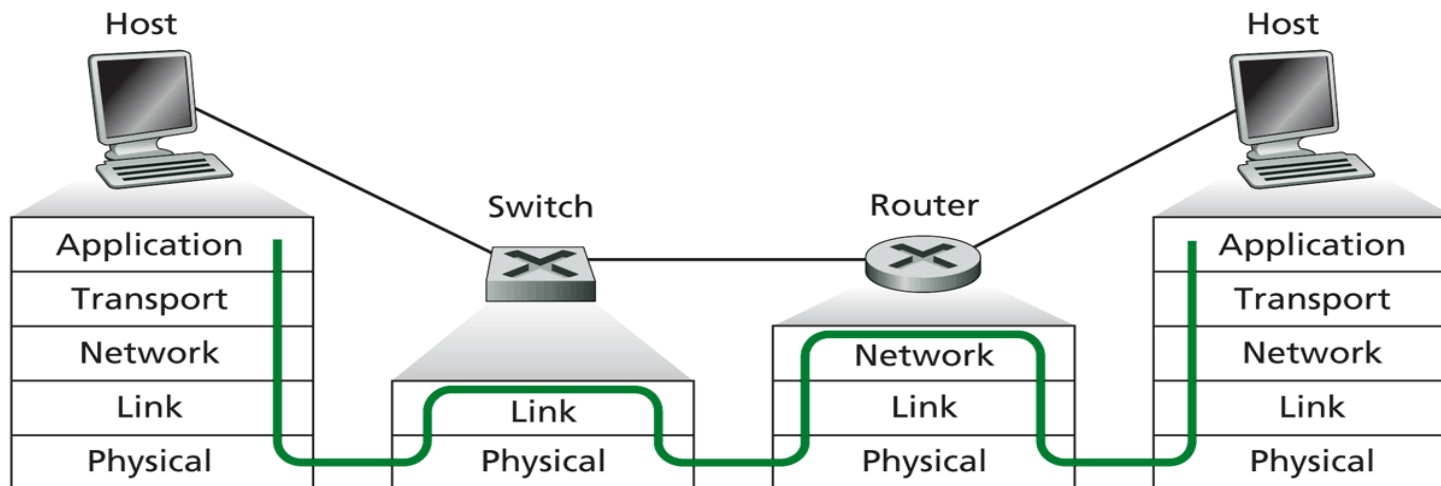 Host
Host
Switch
Router
Application
Transport
Network
Link
Physical
Link
Physical
Network
Link
Physical
Application
Transport
Network
Link
Physical